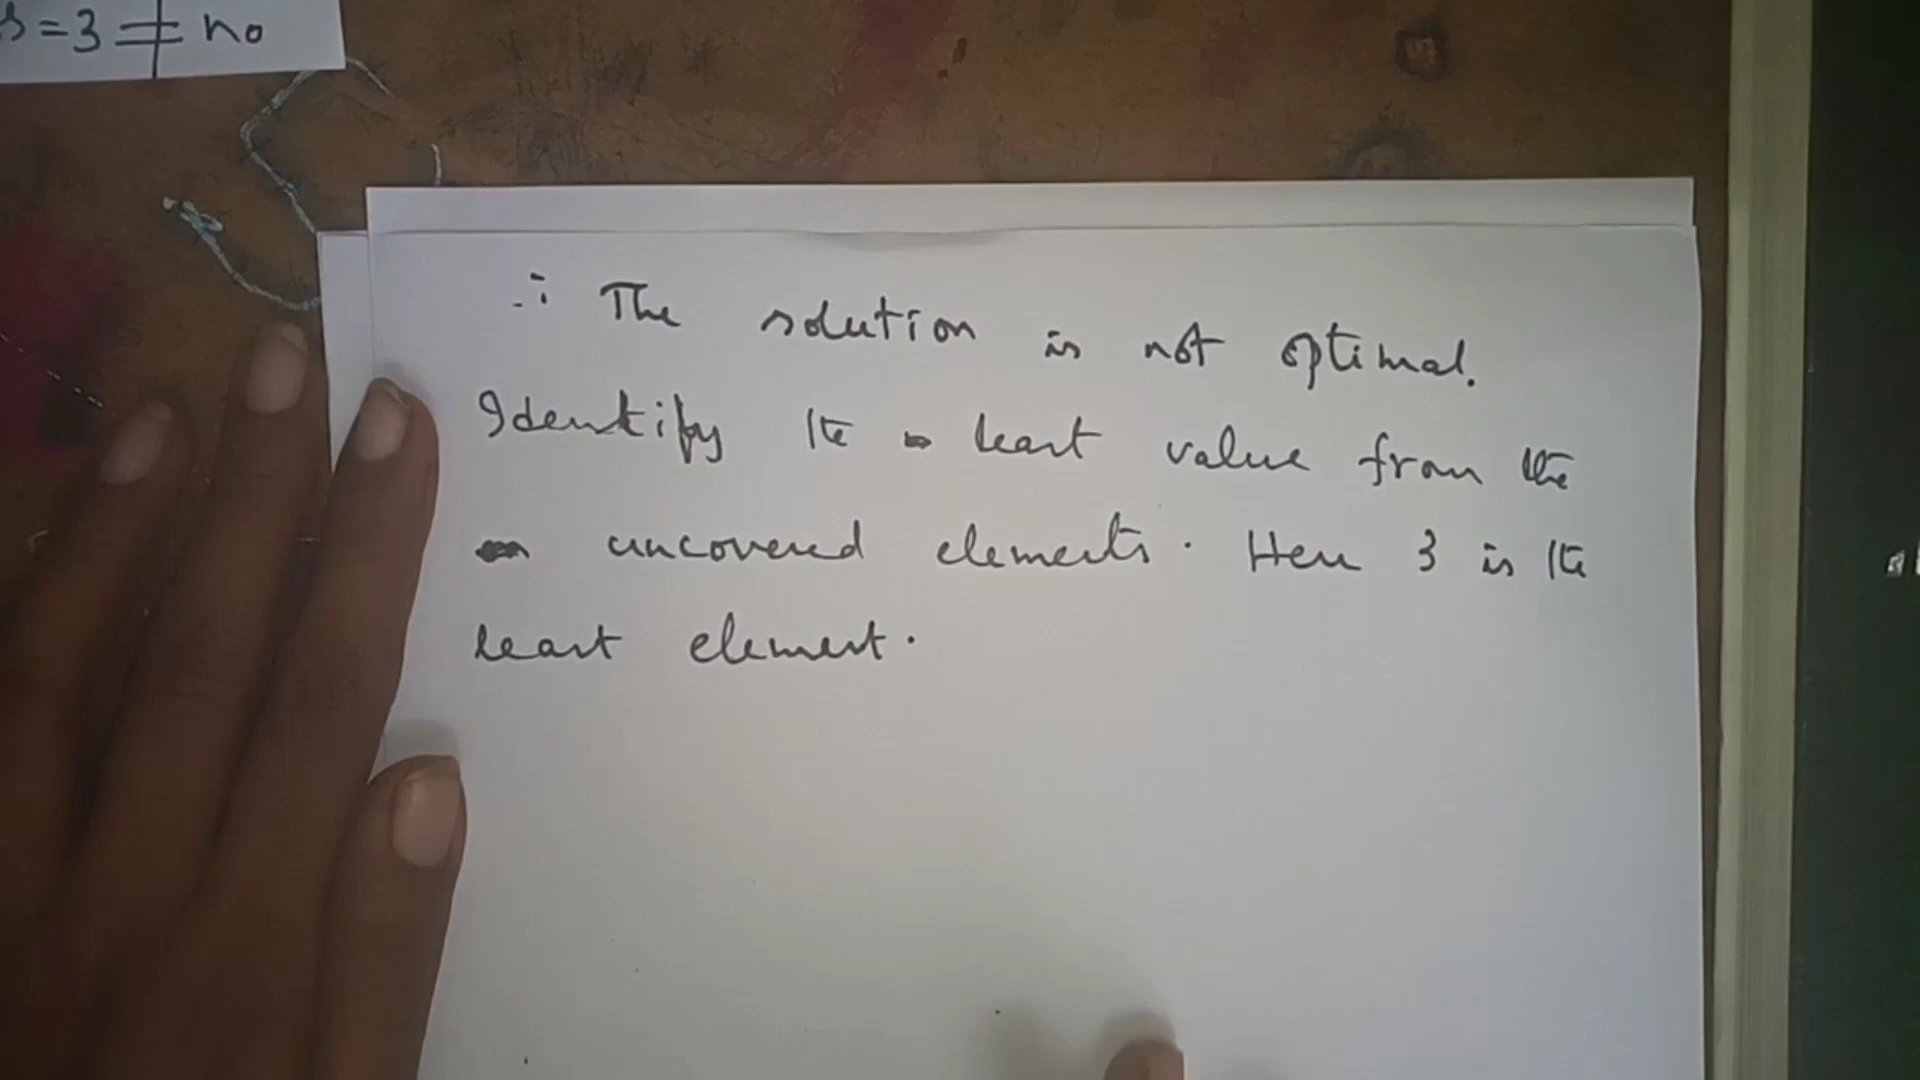 s = 3 ≠ no
∴ The solution is not optimal.
Identify the least value from the
uncovered elements. Here 3 is the
least element.